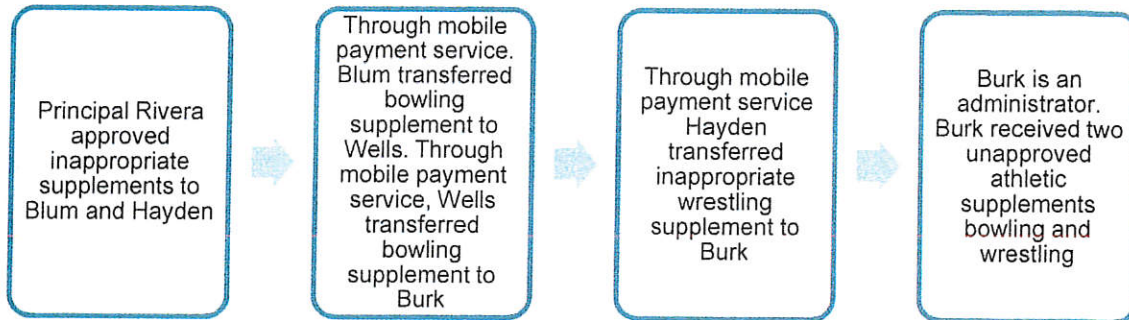 Principal Rivera
approved
inappropriate
supplements to
Blum and Hayden
Through mobile
payment service.
Blum transferred
bowling
supplement to
Wells. Through
mobile payment
service, Wells
transferred
bowling
supplement to
Burk
Through mobile
payment service
Hayden
transferred
inappropriate
wrestling
supplement to
Burk
Burk is an
administrator.
Burk received two
unapproved
athletic
supplements
bowling and
wrestling